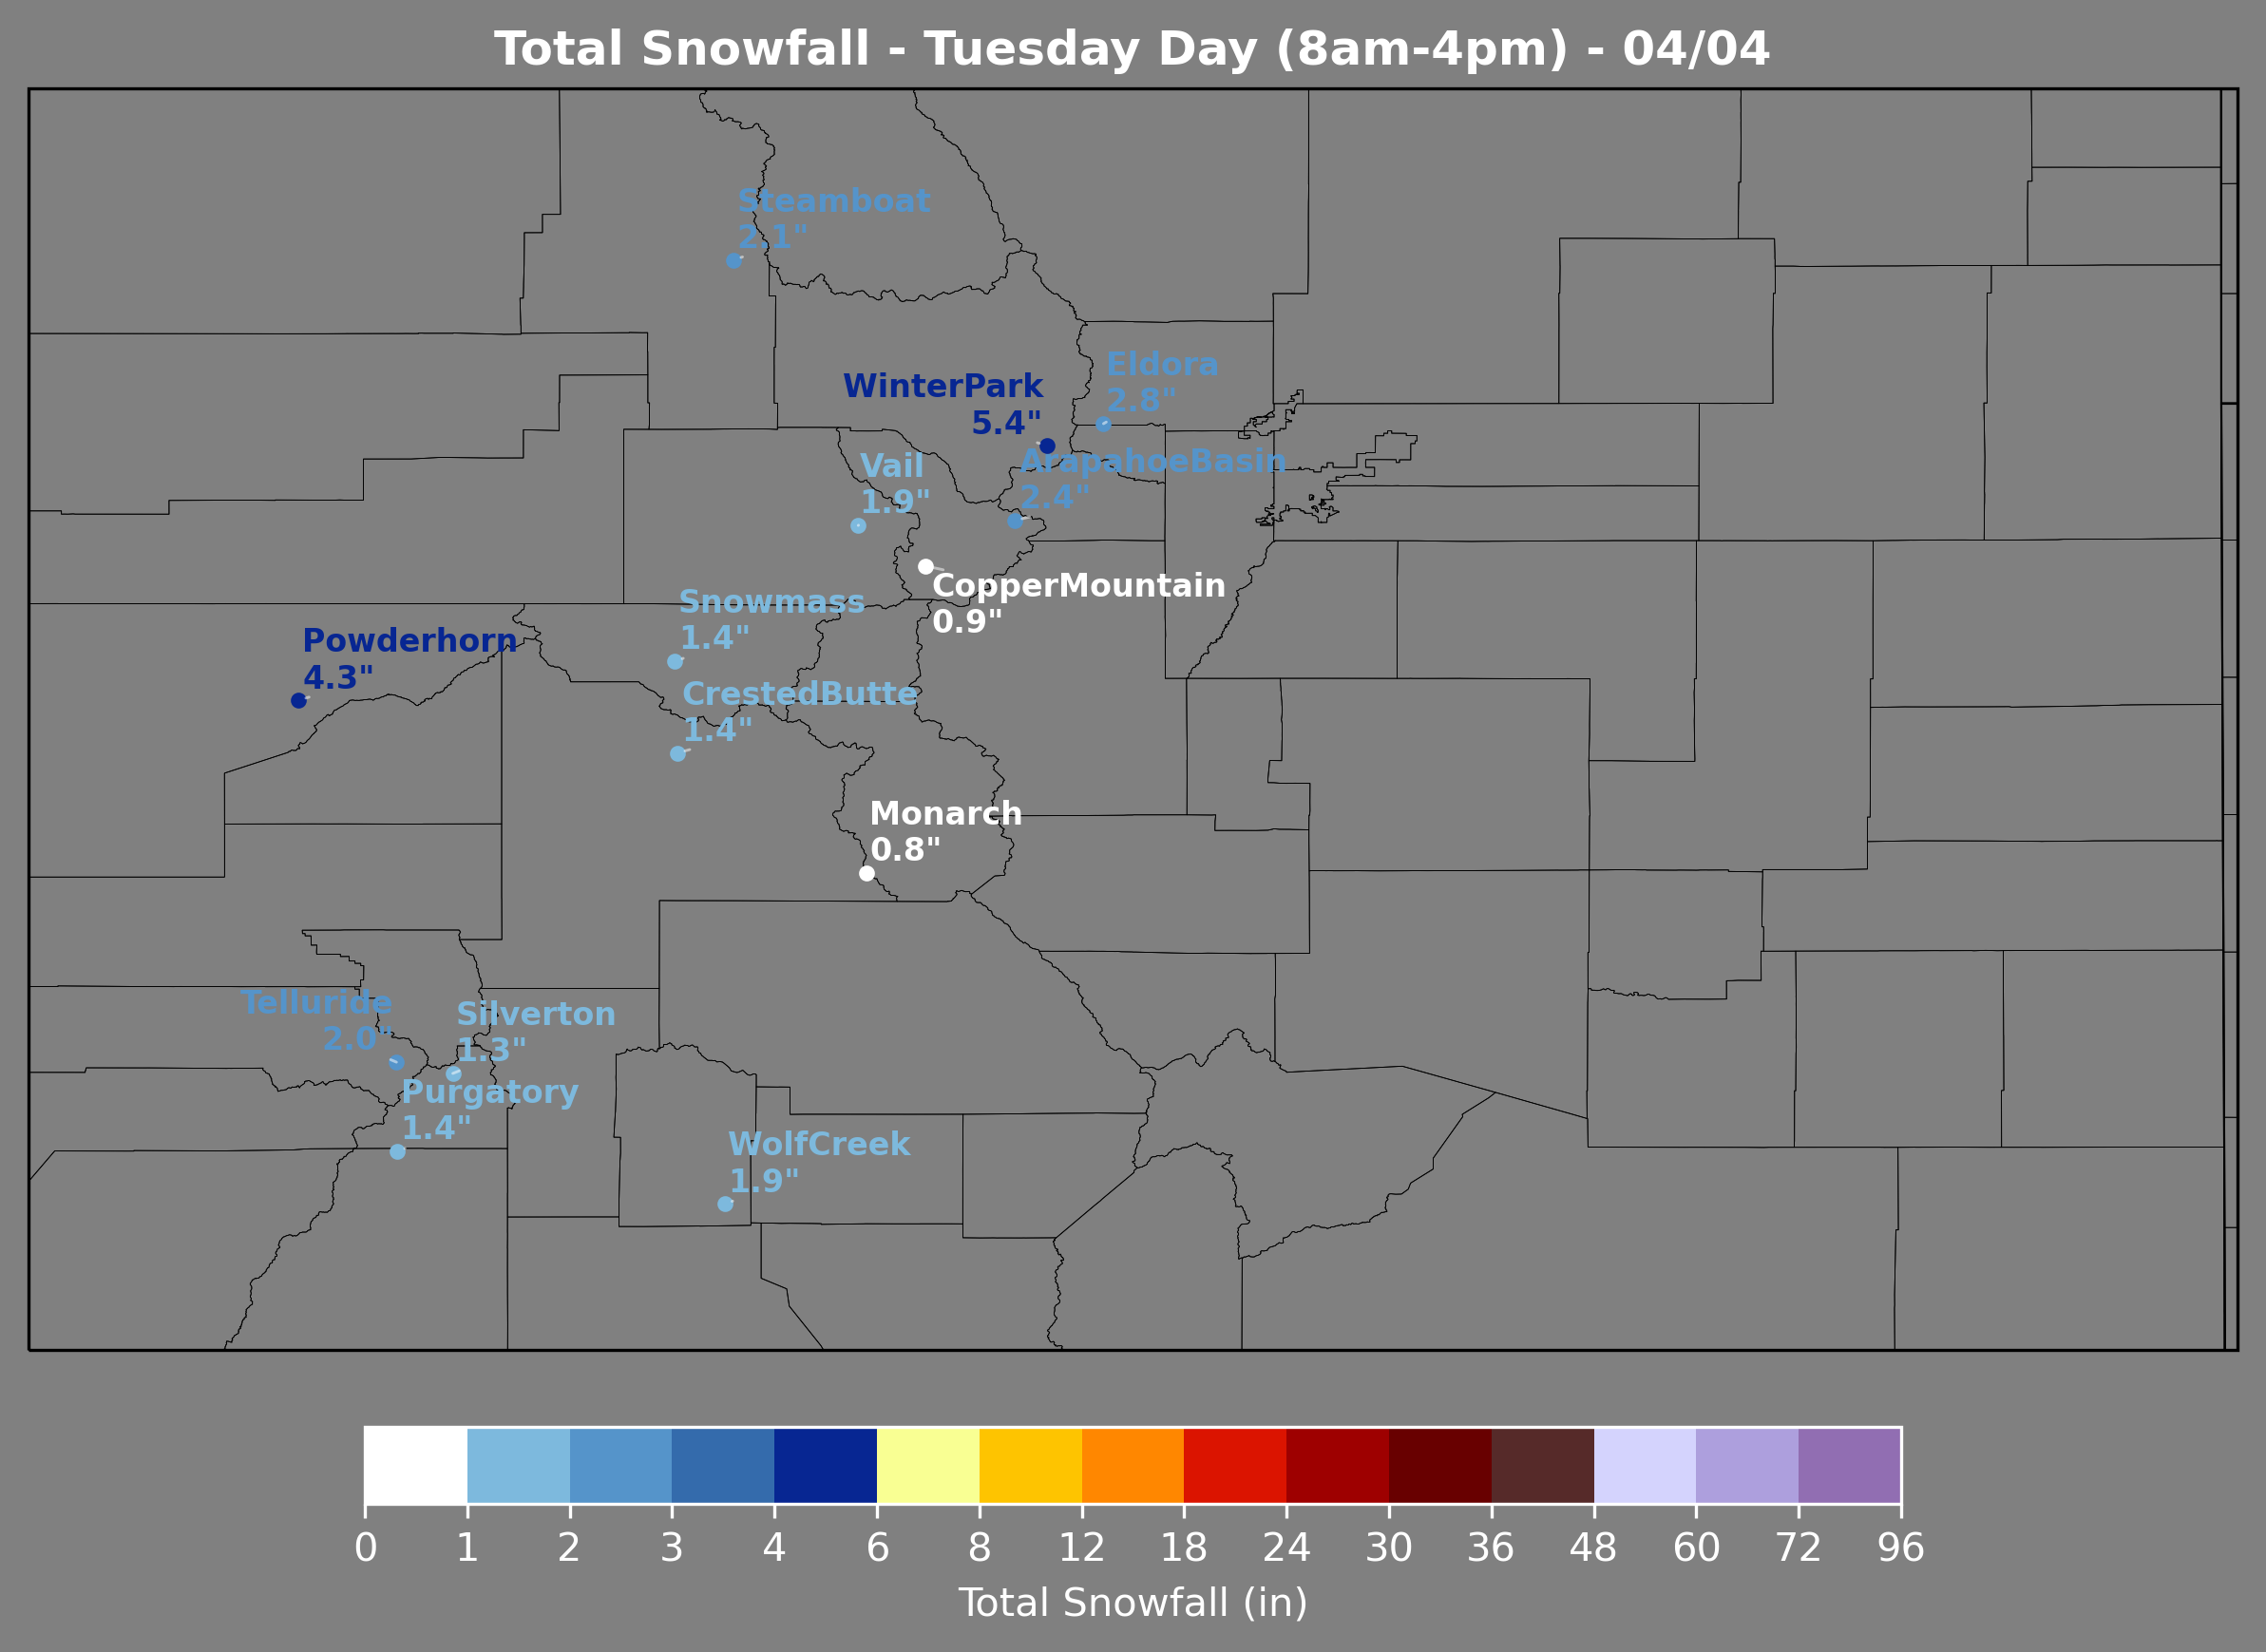 Total Snowfall - Tuesday Day (8am-4pm) - 04/04
Steamboat
2.1"
Eldora
2.8"
WinterPark
5.4"
Vail
1.9"
ArapahoeBasin
2.4"
CopperMountain
0.9"
Snowmass
1.4"
Powderhorn
4.3"
CrestedButte
1.4"
Monarch
0.8"
Telluride
2.0"
Silverton
1.3"
Purgatory
1.4"
WolfCreek
1.9"
0 1 2 3 4 6 8 12 18 24 30 36 48 60 72 96
Total Snowfall (in)